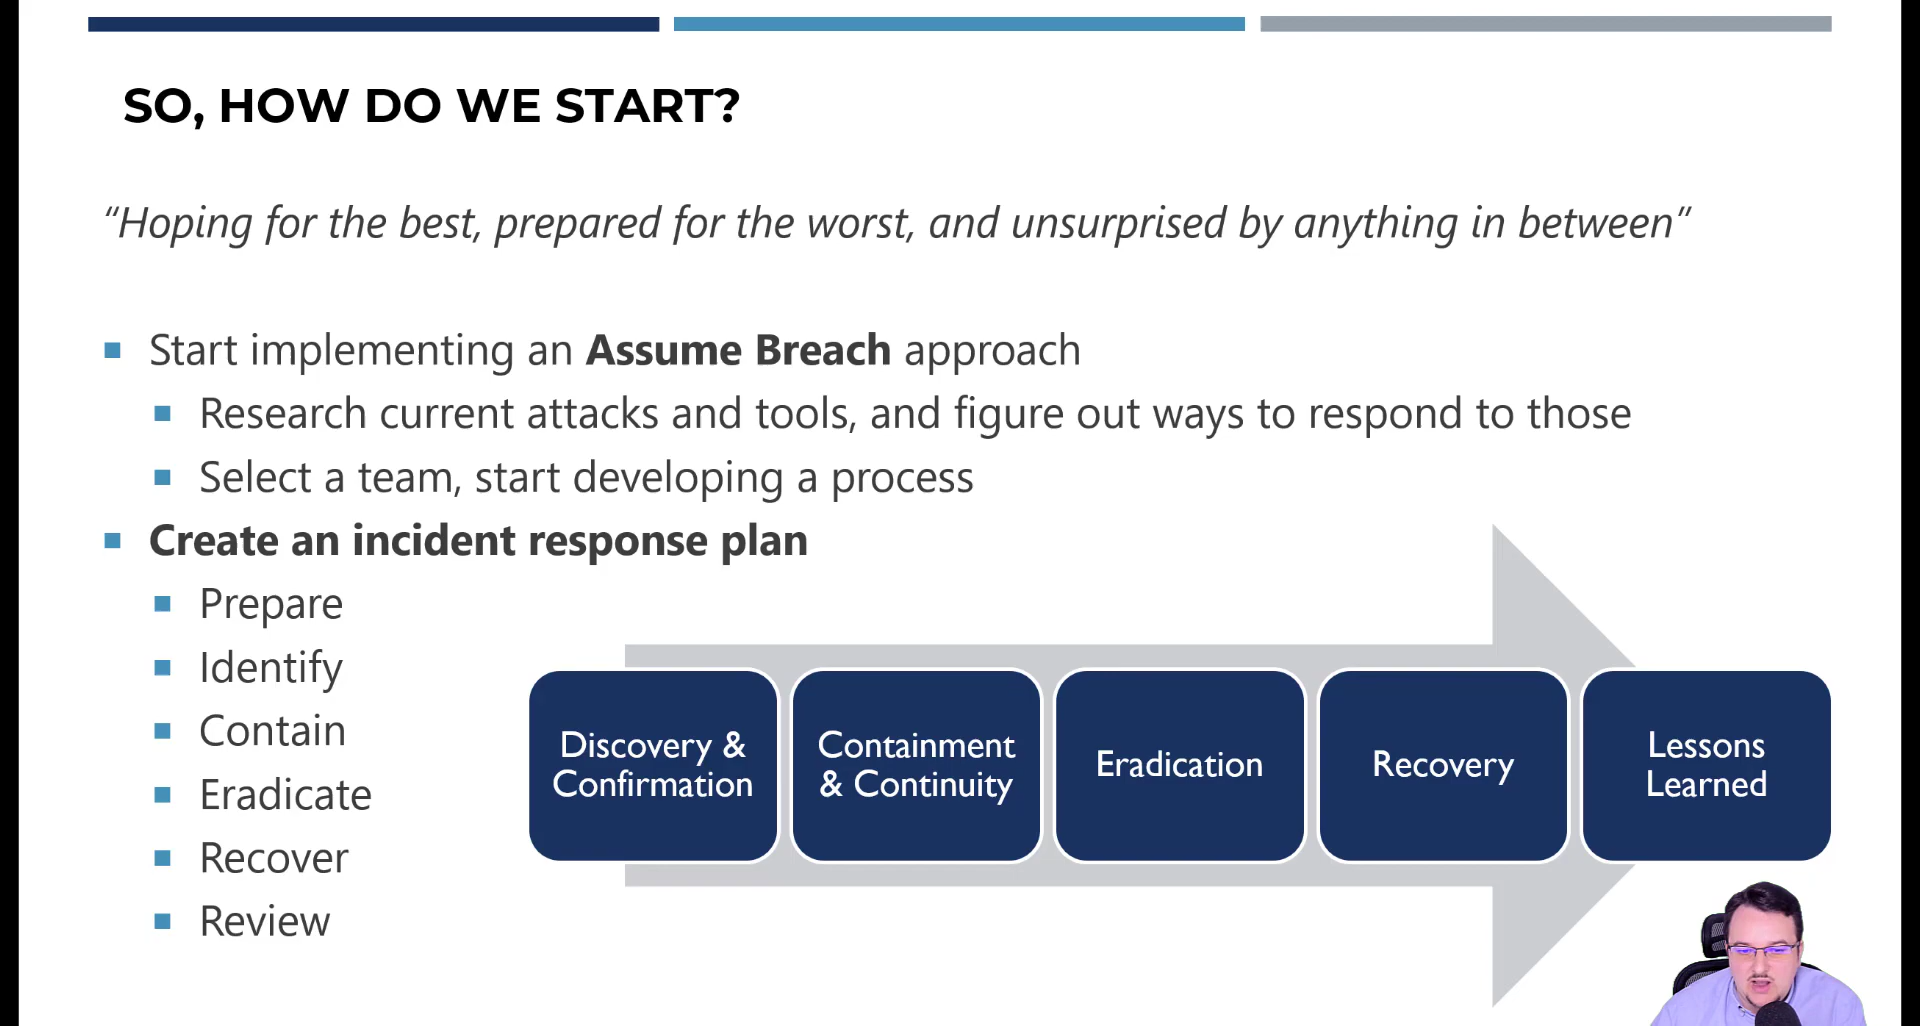 SO, HOW DO WE START?
“Hoping for the best, prepared for the worst, and unsurprised by anything in between”
Start implementing an Assume Breach approach
Research current attacks and tools, and figure out ways to respond to those
Select a team, start developing a process
Create an incident response plan
Prepare
Identify
Contain
Eradicate
Recover
Review
Discovery &
Confirmation
Containment
& Continuity
Eradication
Recovery
Lessons
Learned